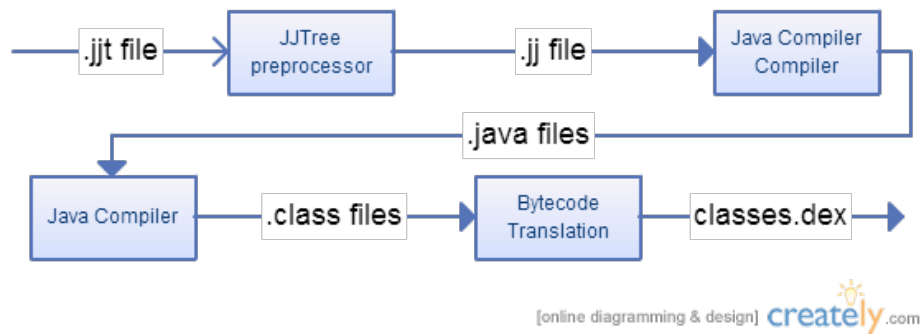 .jjt file
JJTree
preprocessor
.jj file
Java Compiler
Compiler
.java files
Java Compiler
.class files
Bytecode
Translation
classes.dex
[online diagramming & design] creately.com